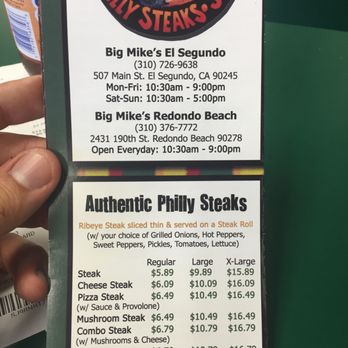 PHILLY STEAKS
Big Mike's El Segundo
(310) 726-9638
507 Main St. El Segundo, CA 90245
Mon-Fri: 10:30am - 9:00pm
Sat-Sun: 10:30am - 5:00pm
Big Mike's Redondo Beach
(310) 376-7772
2431 190th St. Redondo Beach 90278
Open Everyday: 10:30am - 9:00pm
Authentic Philly Steaks
Ribeye Steak sliced thin & served on a Steak Roll
(w/ your choice of Grilled Onions, Hot Peppers,
Sweet Peppers, Pickles, Tomatoes, Lettuce)
Regular Large X-Large
Steak $5.89 $9.89 $15.89
Cheese Steak $6.09 $10.09 $16.09
Pizza Steak $6.49 $10.49 $16.49
(w/ Sauce & Provolone)
Mushroom Steak $6.49 $10.49 $16.49
Combo Steak $6.79 $10.79 $16.79
(w/ Mushrooms & Cheese)